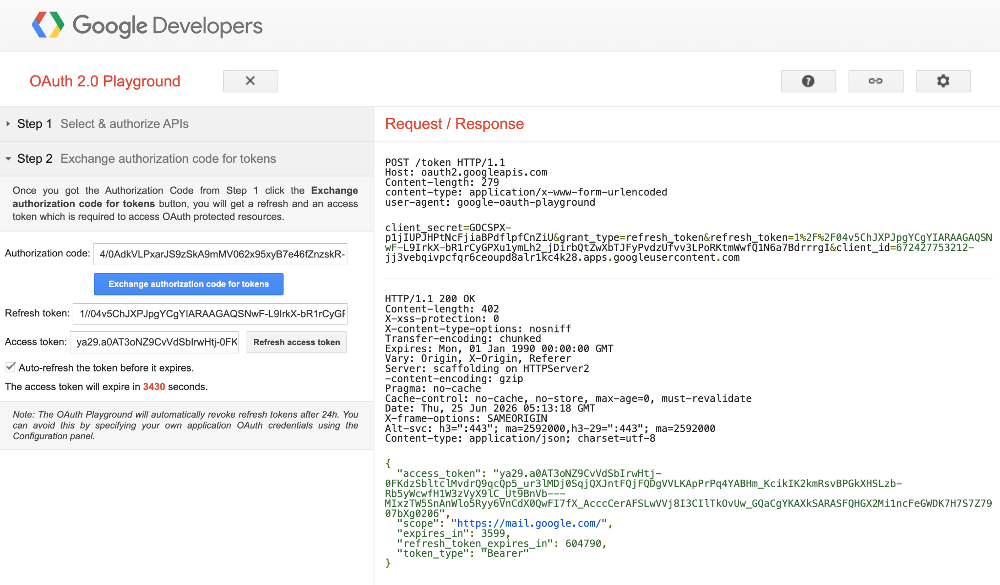 Google Developers
OAuth 2.0 Playground
Step 1 Select & authorize APIs
Step 2 Exchange authorization code for tokens
Once you got the Authorization Code from Step 1 click the Exchange
authorization code for tokens button, you will get a refresh and an access
token which is required to access OAuth protected resources.
Authorization code: 4/0AdkVLPxarJS9zSkA9mMV062x95xyB7e46fZnzskR-
Exchange authorization code for tokens
Refresh token: 1//04v5ChJXPJpgYCgYIARAAGAQSNwF-L9IrkX-bR1rCyGF
Access token: ya29.a0AT3oNZ9CvVdSbIrwHtj-0FK
Refresh access token
Auto-refresh the token before it expires.
The access token will expire in 3430 seconds.
Note: The OAuth Playground will automatically revoke refresh tokens after 24h. You
can avoid this by specifying your own application OAuth credentials using the
Configuration panel.
Request / Response
POST /token HTTP/1.1
Host: oauth2.googleapis.com
Content-length: 279
content-type: application/x-www-form-urlencoded
user-agent: google-oauth-playground
client_secret=GOCSPX-
p1jIUPJHPtNcFjiaBPdflpfCnZiU&grant_type=refresh_token&refresh_token=1%2F%2F04v5ChJXPJpgYCgYIARAAGAQSN
wF-L9IrkX-bR1rCyGPXu1ymLh2_jDirbQtZwXbTJFyPvdzUfvv3LPoRKtmWwfQ1N6a7BdrrrgI&client_id=672427753212-
jj3vebqivpcfqr6ceoupd8alr1kc4k28.apps.googleusercontent.com
HTTP/1.1 200 OK
Content-length: 402
X-xss-protection: 0
X-content-type-options: nosniff
Transfer-encoding: chunked
Expires: Mon, 01 Jan 1990 00:00:00 GMT
Vary: Origin, X-Origin, Referer
Server: scaffolding on HTTPServer2
-content-encoding: gzip
Pragma: no-cache
Cache-control: no-cache, no-store, max-age=0, must-revalidate
Date: Thu, 25 Jun 2026 05:13:18 GMT
X-frame-options: SAMEORIGIN
Alt-svc: h3=":443"; ma=2592000,h3-29=":443"; ma=2592000
Content-type: application/json; charset=utf-8
{
"access_token": "ya29.a0AT3oNZ9CvVdSbIrwHtj-
0FKdzSbltclMvdrQ9qcQp5_ur3lMDj0SqjQXJntFQjFQDgVVLKApPrPq4YABHm_KcikIK2kmRsvBPGkXHSLzb-
Rb5yWcwfH1W3zVyX9lC_Ut9BnVb---
MIxzTW5SnAnWlo5Ryy6VnCdX0QwFI7fX_AcccCerAFSLwVVj8I3CIlTkOvUw_GQaCgYKAXkSARASFQHGX2Mi1ncFeGWDK7H7S7Z79
07bXg0206",
"scope": "https://mail.google.com/",
"expires_in": 3599,
"refresh_token_expires_in": 604790,
"token_type": "Bearer"
}